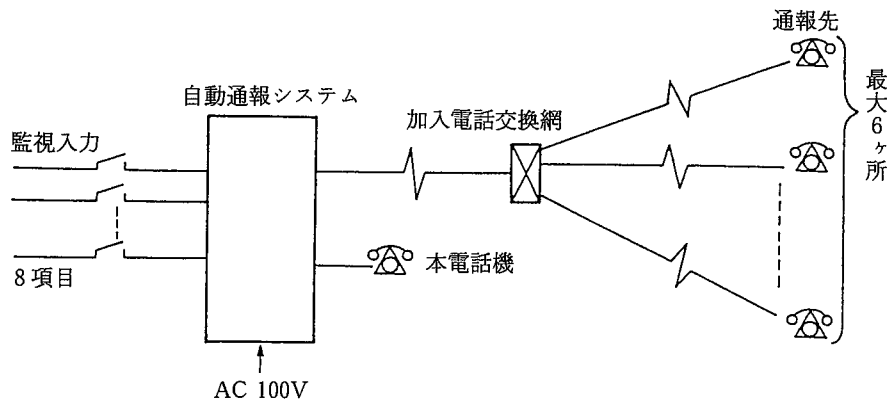 通報先
自動通報システム
加入電話交換網
最大6ヶ所
監視入力
本電話機
8項目
AC 100V